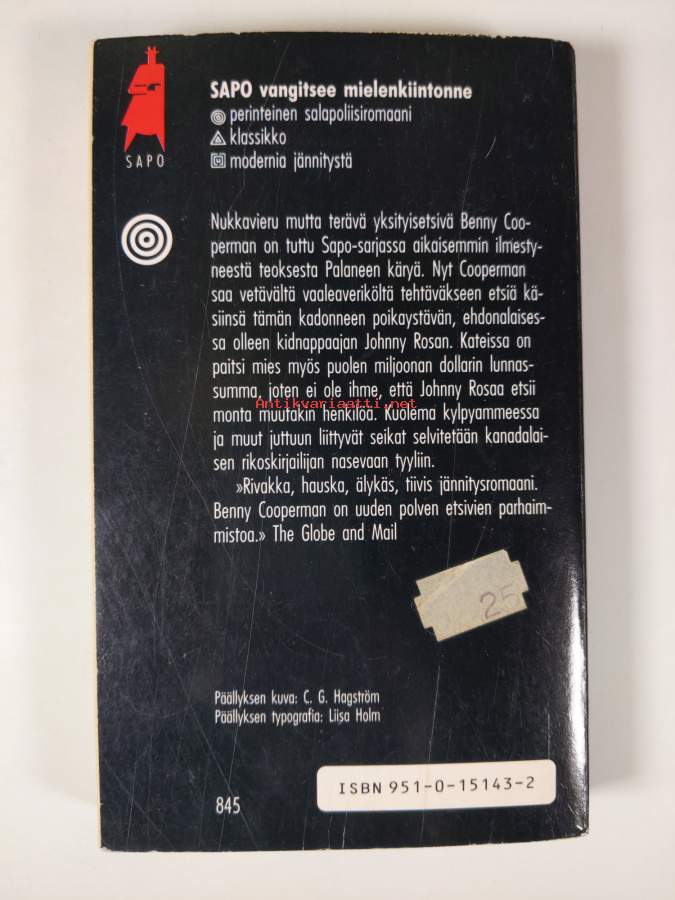 SAPO vangitsee mielenkiintonne
perinteinen salapoliisiromaani
klassikko
modernia jännitystä
SAPO
Nukkavieru mutta terävä yksityisetsivä Benny Coo-
perman on tuttu Sapo-sarjassa aikaisemmin ilmesty-
neestä teoksesta Palaneen käryä. Nyt Cooperman
saa vetävältä vaaleaveriköltä tehtäväkseen etsiä kä-
siinsä tämän kadonneen poikaystävän, ehdonalaises-
sa olleen kidnappaajan Johnny Rosan. Kateissa on
paitsi mies myös puolen miljoonan dollarin lunnas-
summa, joten ei ole ihme, että Johnny Rosaa etsii
Antikvariaatti.net
monta muutakin henkilöä. Kuolema kylpyammeessa
ja muut juttuun liittyvät seikat selvitetään kanadalai-
sen rikoskirjailijan nasevaan tyyliin.
»Rivakka, hauska, älykäs, tiivis jännitysromaani.
Benny Cooperman on uuden polven etsivien parhaim-
mistoa.» The Globe and Mail
25
Päällyksen kuva: C. G. Hagström
Päällyksen typografia: Liisa Holm
ISBN 951-0-15143-2
845